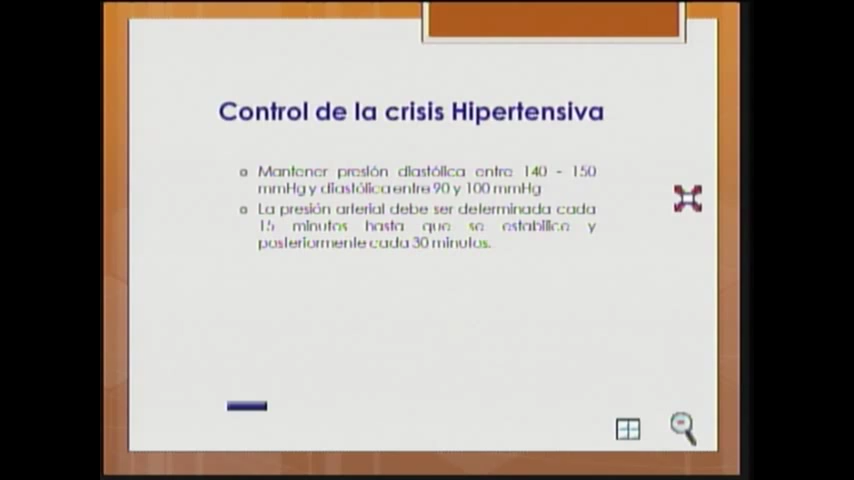 Control de la crisis Hipertensiva
Mantener presión diastólica entre 140 - 150
mmHg y diastólica entre 90 y 100 mmHg
La presión arterial debe ser determinada cada
15 minutos hasta que se estabilice y
posteriormente cada 30 minutos.